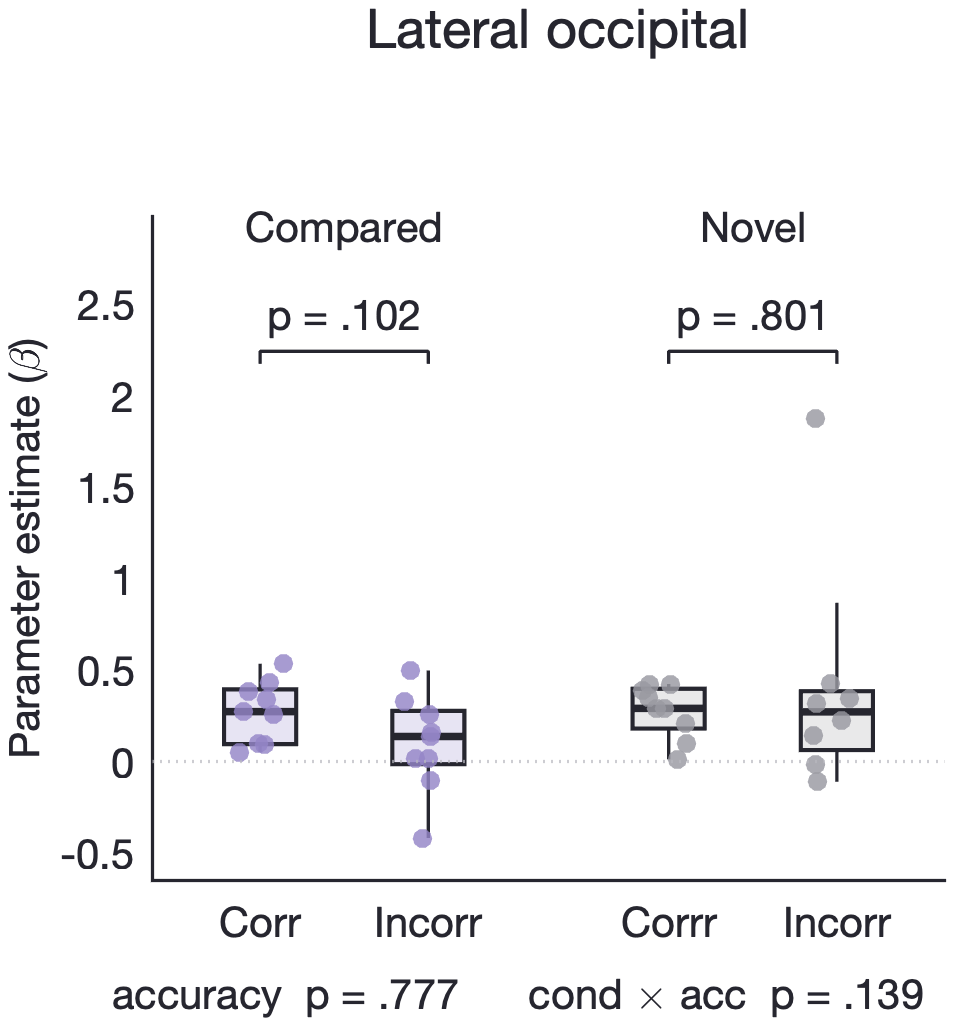 Lateral occipital
Compared
Novel
p = .102
p = .801
Parameter estimate (β)
2.5
2
1.5
1
0.5
0
-0.5
Corr
Incorr
Corrr
Incorr
accuracy p = .777
cond × acc p = .139